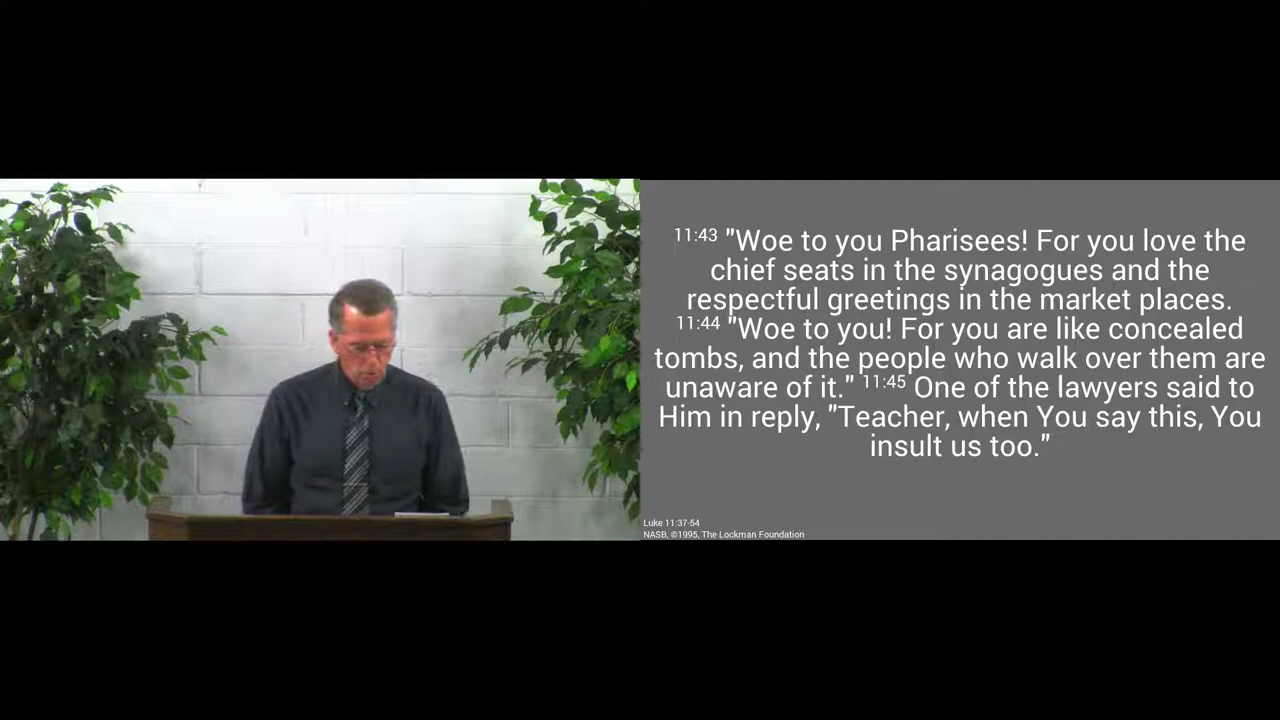 11:43 "Woe to you Pharisees! For you love the
chief seats in the synagogues and the
respectful greetings in the market places.
11:44 "Woe to you! For you are like concealed
tombs, and the people who walk over them are
unaware of it." 11:45 One of the lawyers said to
Him in reply, "Teacher, when You say this, You
insult us too."
Luke 11:37-54
NASB, ©1995, The Lockman Foundation